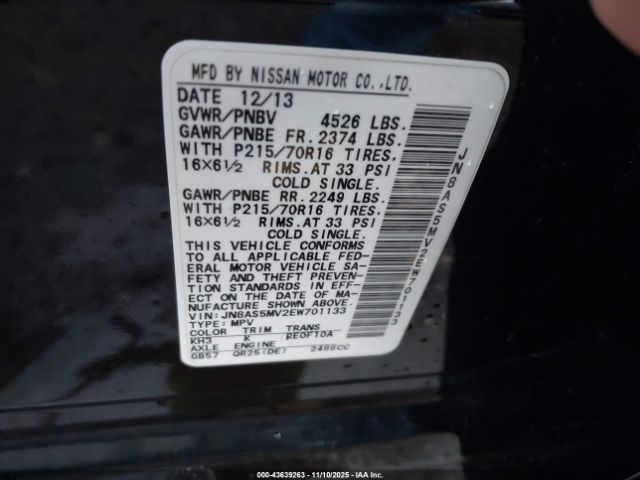 MFD BY NISSAN MOTOR CO.,LTD.
DATE 12/13
GVWR/PNBV 4526 LBS.
GAWR/PNBE FR. 2374 LBS.
WITH P215/70R16 TIRES,
16X6½ RIMS.AT 33 PSI
COLD SINGLE.
GAWR/PNBE RR. 2249 LBS.
WITH P215/70R16 TIRES,
16X6½ RIMS.AT 33 PSI
COLD SINGLE.
THIS VEHICLE CONFORMS
TO ALL APPLICABLE FED-
ERAL MOTOR VEHICLE SA-
FETY AND THEFT PREVEN-
TION STANDARDS IN EFF-
ECT ON THE DATE OF MA-
NUFACTURE SHOWN ABOVE.
VIN: JN8AS5MV2EW701133
TYPE: MPV
COLOR TRIM TRANS
KH3 K RE0F10A
AXLE ENGINE
GB57 QR25(DE) 2488CC
JN8AS5MV2EW701133
000-43639263 - 11/10/2025 - © IAA Inc.